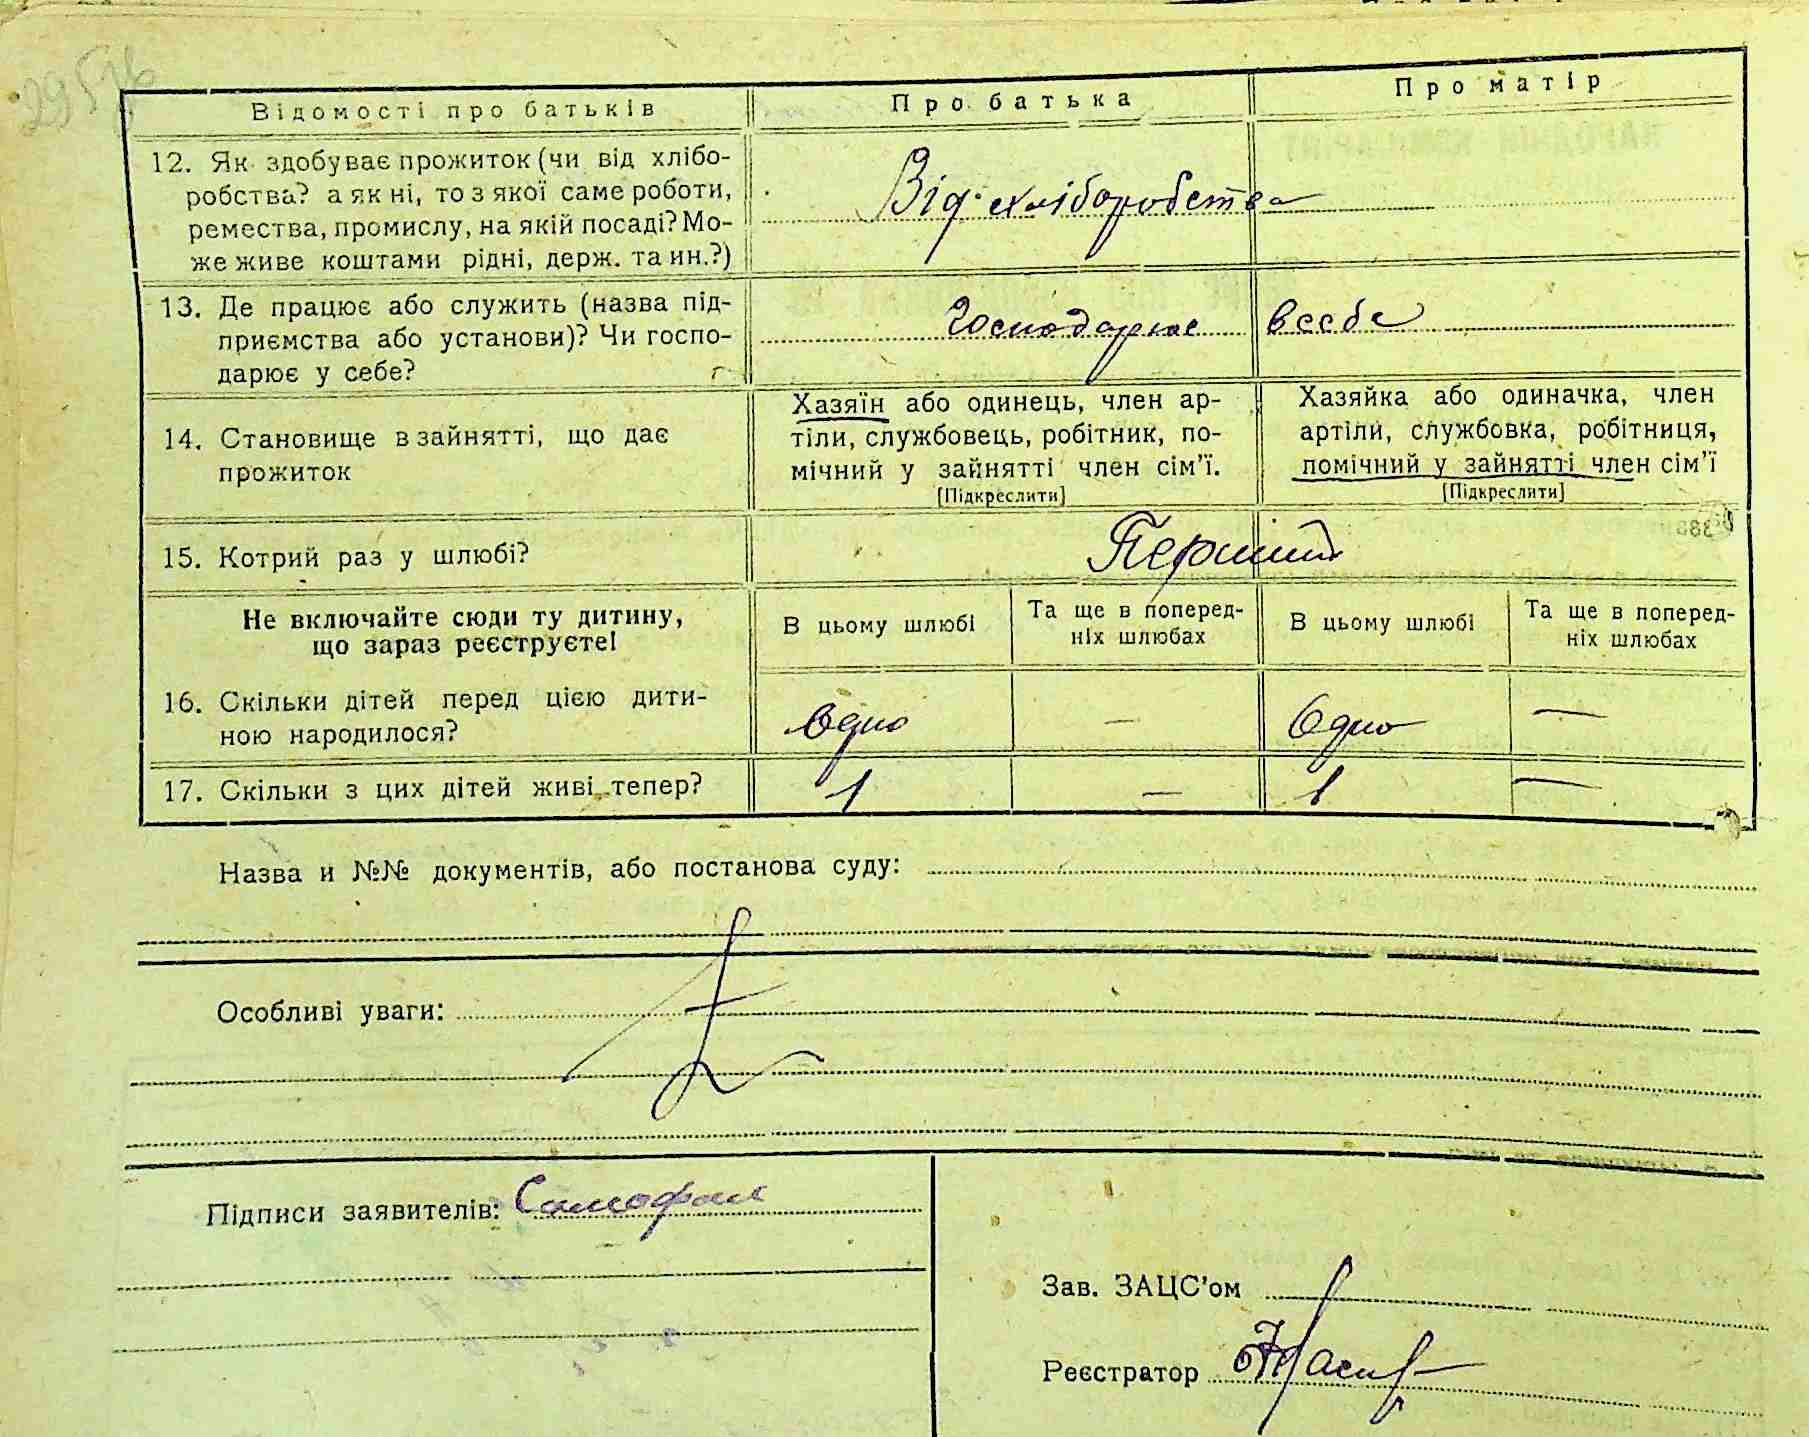 Відомості про батьків Про батька Про матір
12. Як здобуває прожиток (чи від хлібо-
робства? а як ні, то з якої саме роботи,
ремества, промислу, на якій посаді? Мо-
же живе коштами рідні, держ. та ин.?)
Від хліборобства
13. Де працює або служить (назва під-
приємства або установи)? Чи госпо-
дарює у себе?
Господарює в себе
14. Становище в зайнятті, що дає
прожиток
Хазяїн або одинець, член ар-
тіли, службовець, робітник, по-
мічний у зайнятті член сім'ї.
[Підкреслити]
Хазяйка або одиначка, член
артіли, службовка, робітниця,
помічний у зайнятті член сім'ї
[Підкреслити]
15. Котрий раз у шлюбі?
Перший
Не включайте сюди ту дитину,
що зараз реєструєте!
В цьому шлюбі
Та ще в поперед-
ніх шлюбах
В цьому шлюбі
Та ще в поперед-
ніх шлюбах
16. Скільки дітей перед цією дити-
ною народилося?
Одно — Одно —
17. Скільки з цих дітей живі тепер? 1 — 1 —
Назва и №№ документів, або постанова суду:
Особливі уваги:
Підписи заявителів: Самофал
Зав. ЗАЦС'ом
Реєстратор